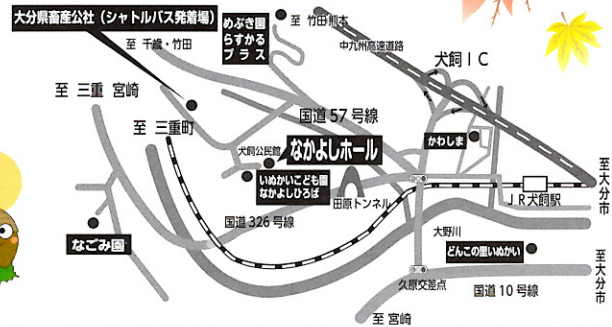 大分県畜産公社（シャトルバス発着場）
めぶき園
らすかる
プラス
至 竹田 熊本
中九州高速道路
至 千歳・竹田
犬飼ＩＣ
至 三重 宮崎
国道57号線
至 三重町
犬飼公民館
なかよしホール
かわしま
いぬかいこども園
なかよしひろば
田原トンネル
至大分市
ＪＲ犬飼駅
国道326号線
なごみ園
大野川
どんこの里いぬかい
至大分市
久原交差点
国道10号線
至 宮崎